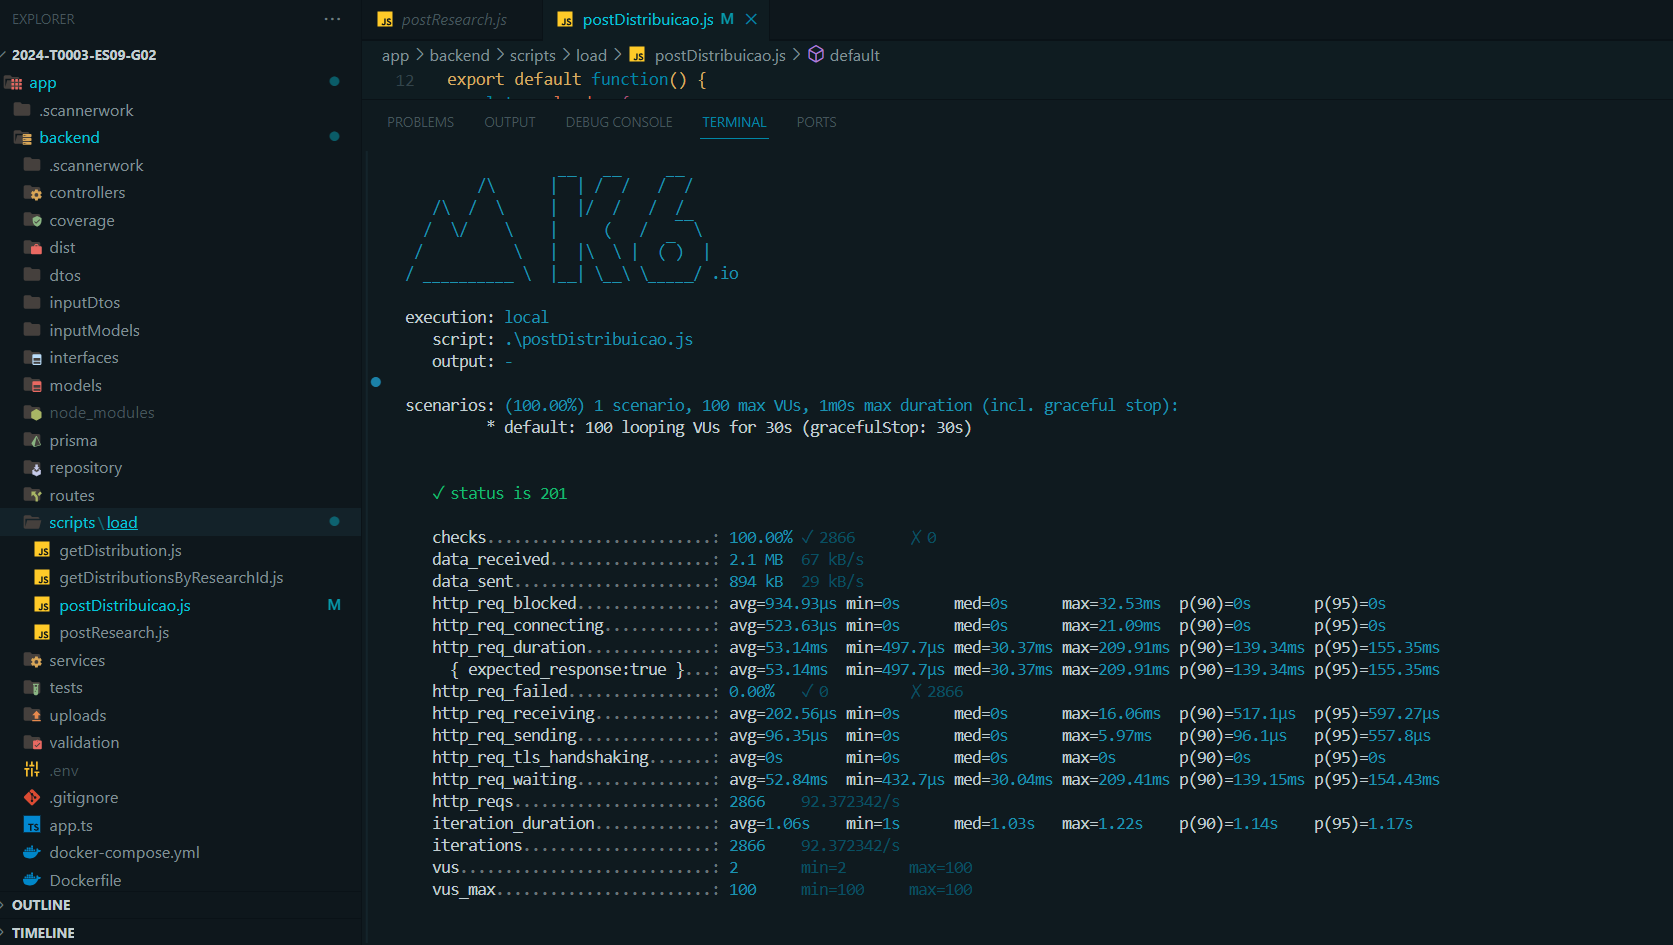 EXPLORER
2024-T0003-ES09-G02
app
.scannerwork
backend
.scannerwork
controllers
coverage
dist
dtos
inputDtos
inputModels
interfaces
models
node_modules
prisma
repository
routes
scripts\load
getDistribution.js
getDistributionsByResearchId.js
postDistribuicao.js M
postResearch.js
services
tests
uploads
validation
.env
.gitignore
app.ts
docker-compose.yml
Dockerfile
OUTLINE
TIMELINE
JS postResearch.js
JS postDistribuicao.js M
app > backend > scripts > load > JS postDistribuicao.js > default
12 export default function() {
PROBLEMS OUTPUT DEBUG CONSOLE TERMINAL PORTS
K6 .io
execution: local
script: .\postDistribuicao.js
output: -
scenarios: (100.00%) 1 scenario, 100 max VUs, 1m0s max duration (incl. graceful stop):
* default: 100 looping VUs for 30s (gracefulStop: 30s)
✓ status is 201
checks.........................: 100.00% ✓ 2866 ✗ 0
data_received..................: 2.1 MB 67 kB/s
data_sent......................: 894 kB 29 kB/s
http_req_blocked...............: avg=934.93µs min=0s med=0s max=32.53ms p(90)=0s p(95)=0s
http_req_connecting............: avg=523.63µs min=0s med=0s max=21.09ms p(90)=0s p(95)=0s
http_req_duration..............: avg=53.14ms min=497.7µs med=30.37ms max=209.91ms p(90)=139.34ms p(95)=155.35ms
{ expected_response:true }...: avg=53.14ms min=497.7µs med=30.37ms max=209.91ms p(90)=139.34ms p(95)=155.35ms
http_req_failed................: 0.00% ✓ 0 ✗ 2866
http_req_receiving.............: avg=202.56µs min=0s med=0s max=16.06ms p(90)=517.1µs p(95)=597.27µs
http_req_sending...............: avg=96.35µs min=0s med=0s max=5.97ms p(90)=96.1µs p(95)=557.8µs
http_req_tls_handshaking.......: avg=0s min=0s med=0s max=0s p(90)=0s p(95)=0s
http_req_waiting...............: avg=52.84ms min=432.7µs med=30.04ms max=209.41ms p(90)=139.15ms p(95)=154.43ms
http_reqs......................: 2866 92.372342/s
iteration_duration.............: avg=1.06s min=1s med=1.03s max=1.22s p(90)=1.14s p(95)=1.17s
iterations.....................: 2866 92.372342/s
vus............................: 2 min=2 max=100
vus_max........................: 100 min=100 max=100